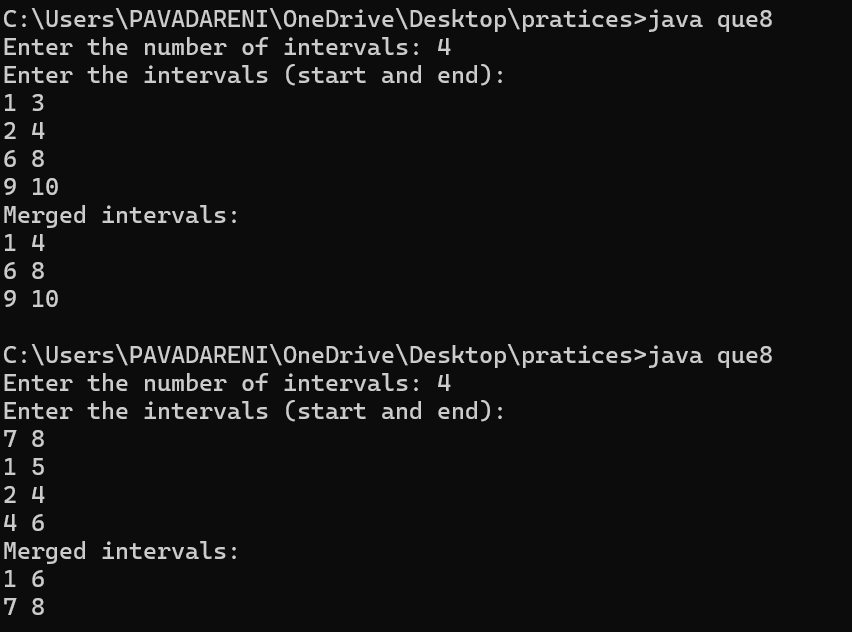 C:\Users\PAVADARENI\OneDrive\Desktop\pratices>java que8
Enter the number of intervals: 4
Enter the intervals (start and end):
1 3
2 4
6 8
9 10
Merged intervals:
1 4
6 8
9 10
C:\Users\PAVADARENI\OneDrive\Desktop\pratices>java que8
Enter the number of intervals: 4
Enter the intervals (start and end):
7 8
1 5
2 4
4 6
Merged intervals:
1 6
7 8